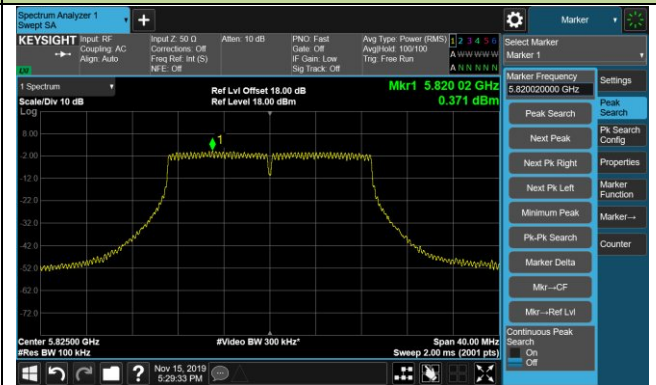 Spectrum Analyzer 1
Swept SA
Marker
KEYSIGHT
Input: RF
Coupling: AC
Align: Auto
Input Z: 50 Ω
Corrections: Off
Freq Ref: Int (S)
NFE: Off
Atten: 10 dB
PNO: Fast
Gate: Off
IF Gain: Low
Sig Track: Off
Avg Type: Power (RMS)
Avg|Hold: 100/100
Trig: Free Run
1 2 3 4 5 6
A W W W W W
A N N N N N
Select Marker
Marker 1
1 Spectrum
Scale/Div 10 dB
Log
Ref Lvl Offset 18.00 dB
Ref Level 18.00 dBm
Mkr1 5.820 02 GHz
0.371 dBm
8.00
-2.00
-12.0
-22.0
-32.0
-42.0
-52.0
-62.0
-72.0
1
Center 5.82500 GHz
#Res BW 100 kHz
#Video BW 300 kHz*
Span 40.00 MHz
Sweep 2.00 ms (2001 pts)
Marker Frequency
5.820020000 GHz
Peak Search
Next Peak
Next Pk Right
Next Pk Left
Minimum Peak
Pk-Pk Search
Marker Delta
Mkr→CF
Mkr→Ref Lvl
Continuous Peak
Search
On
Off
Settings
Peak
Search
Pk Search
Config
Properties
Marker
Function
Marker→
Counter
?
Nov 15, 2019
5:29:33 PM